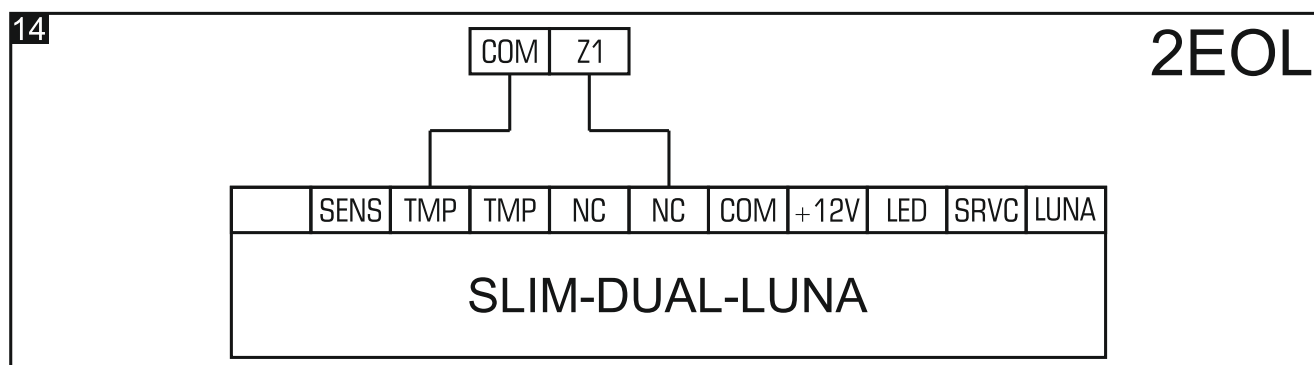 14
2EOL
COM Z1
SENS TMP TMP NC NC COM +12V LED SRVC LUNA
SLIM-DUAL-LUNA